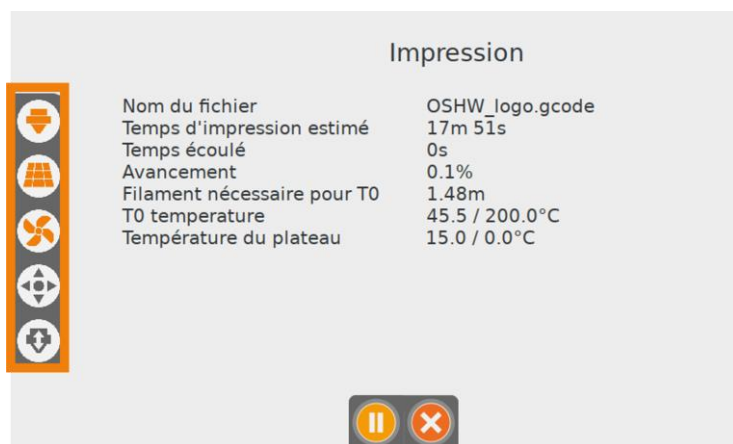 Impression
Nom du fichier OSHW_logo.gcode
Temps d'impression estimé 17m 51s
Temps écoulé 0s
Avancement 0.1%
Filament nécessaire pour T0 1.48m
T0 temperature 45.5 / 200.0°C
Température du plateau 15.0 / 0.0°C